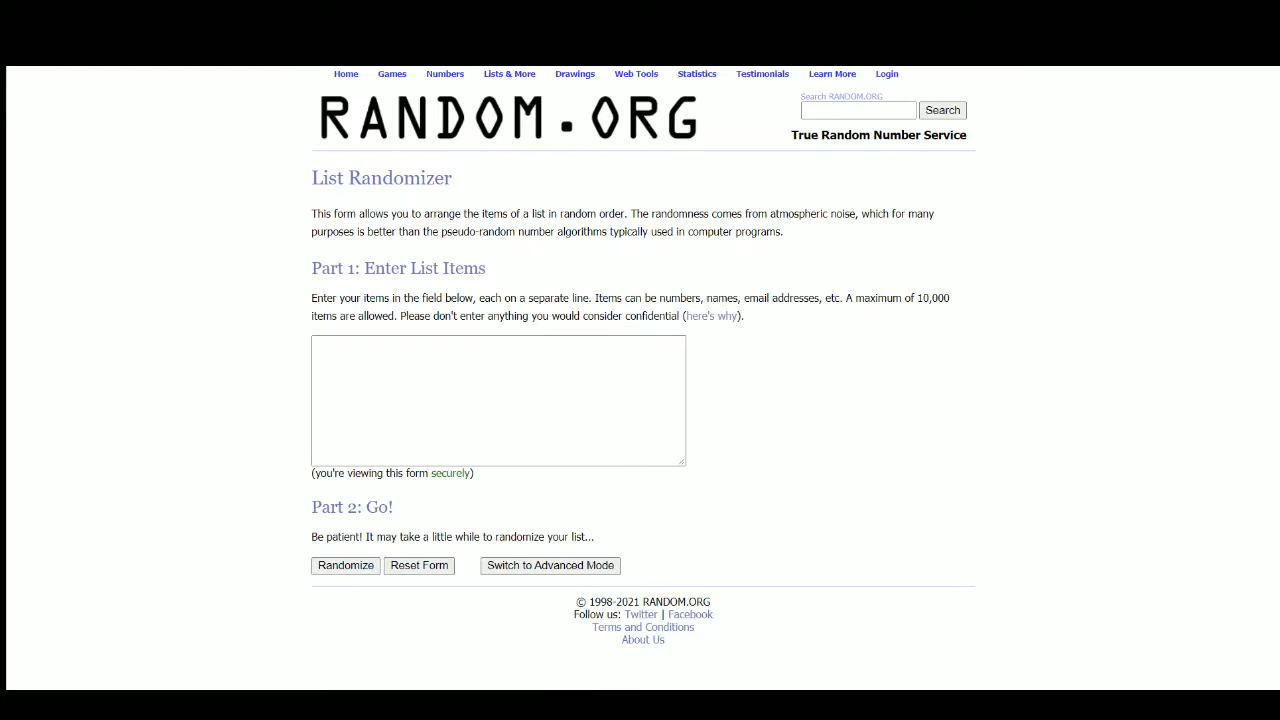 Home Games Numbers Lists & More Drawings Web Tools Statistics Testimonials Learn More Login
RANDOM.ORG
Search RANDOM.ORG
Search
True Random Number Service
List Randomizer
This form allows you to arrange the items of a list in random order. The randomness comes from atmospheric noise, which for many
purposes is better than the pseudo-random number algorithms typically used in computer programs.
Part 1: Enter List Items
Enter your items in the field below, each on a separate line. Items can be numbers, names, email addresses, etc. A maximum of 10,000
items are allowed. Please don't enter anything you would consider confidential (here's why).
(you're viewing this form securely)
Part 2: Go!
Be patient! It may take a little while to randomize your list...
Randomize Reset Form Switch to Advanced Mode
© 1998-2021 RANDOM.ORG
Follow us: Twitter | Facebook
Terms and Conditions
About Us